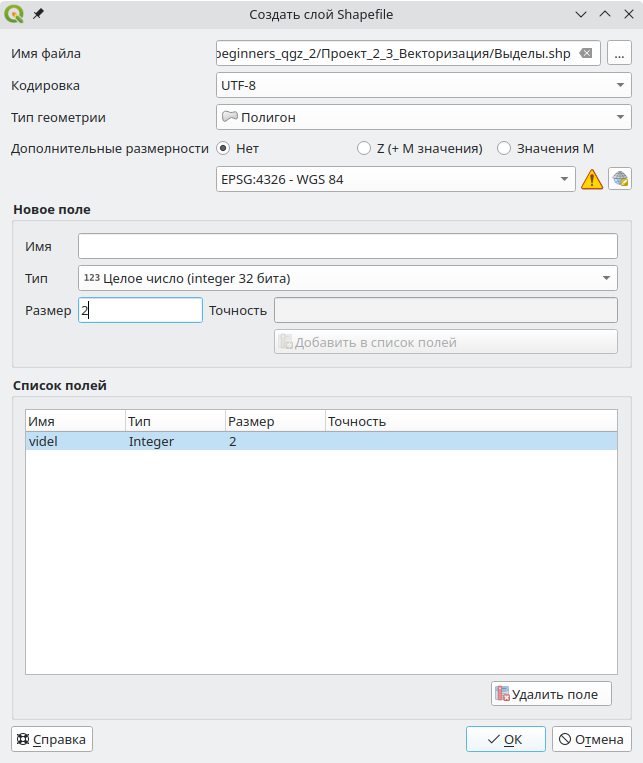 Создать слой Shapefile
Имя файла
beginners_qgz_2/Проект_2_3_Векторизация/Выделы.shp
...
Кодировка
UTF-8
Тип геометрии
Полигон
Дополнительные размерности
Нет
Z (+ M значения)
Значения M
EPSG:4326 - WGS 84
Новое поле
Имя
Тип
123 Целое число (integer 32 бита)
Размер
2
Точность
Добавить в список полей
Список полей
Имя Тип Размер Точность
videl Integer 2
Удалить поле
Справка
OK
Отмена